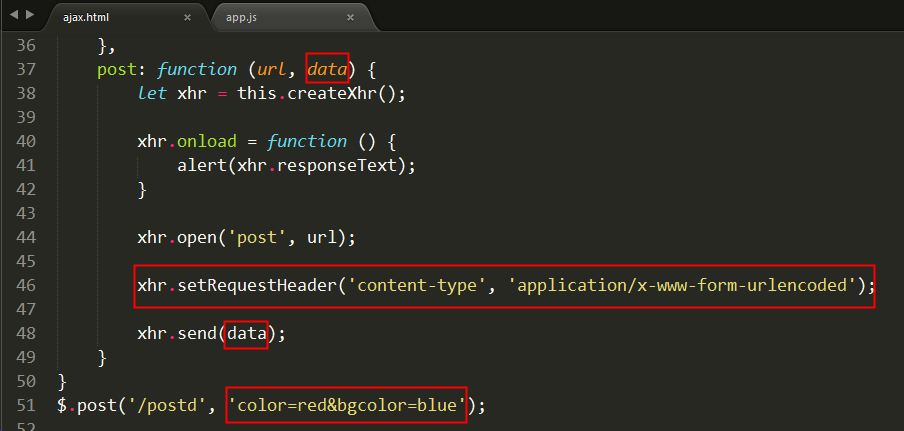 ajax.html × app.js ×
36 },
37 post: function (url, data) {
38 let xhr = this.createXhr();
39
40 xhr.onload = function () {
41 alert(xhr.responseText);
42 }
43
44 xhr.open('post', url);
45
46 xhr.setRequestHeader('content-type', 'application/x-www-form-urlencoded');
47
48 xhr.send(data);
49 }
50 }
51 $.post('/postd', 'color=red&bgcolor=blue');
52